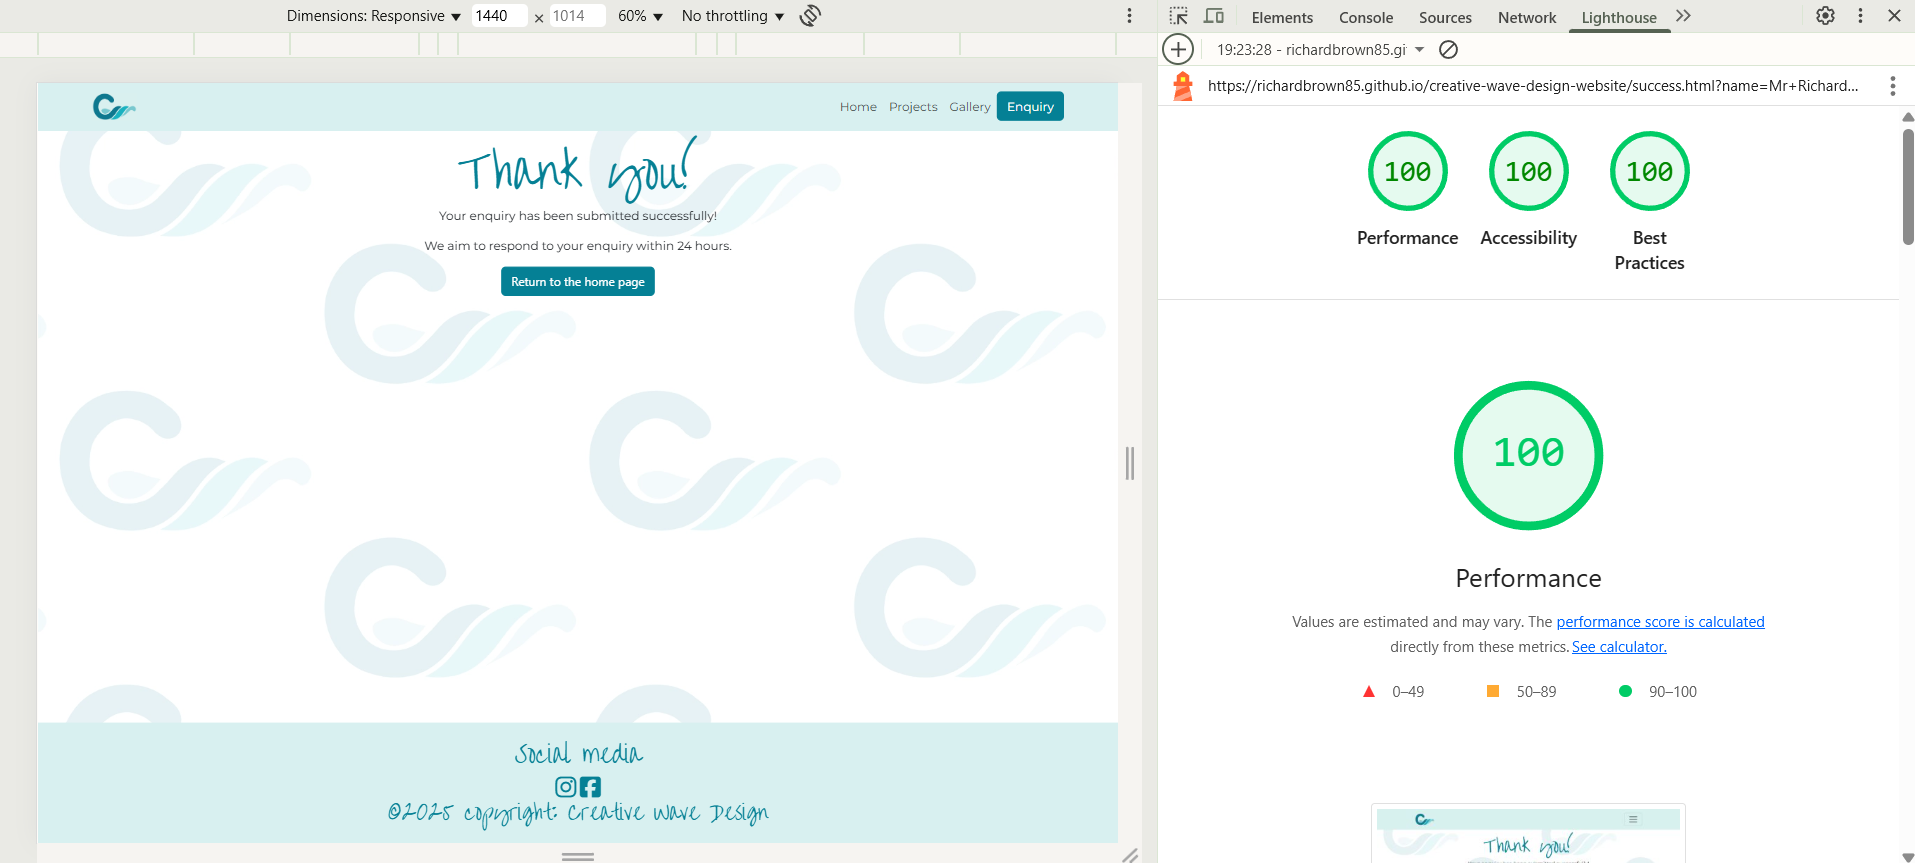 Dimensions: Responsive 1440 × 1014 60% No throttling
Home Projects Gallery Enquiry
Thank you!
Your enquiry has been submitted successfully!
We aim to respond to your enquiry within 24 hours.
Return to the home page
Social media
©2025 copyright: Creative Wave Design
Elements Console Sources Network Lighthouse
19:23:28 - richardbrown85.gi
https://richardbrown85.github.io/creative-wave-design-website/success.html?name=Mr+Richard...
100 100 100
Performance Accessibility Best
Practices
100
Performance
Values are estimated and may vary. The performance score is calculated
directly from these metrics. See calculator.
0–49 50–89 90–100
Thank you!